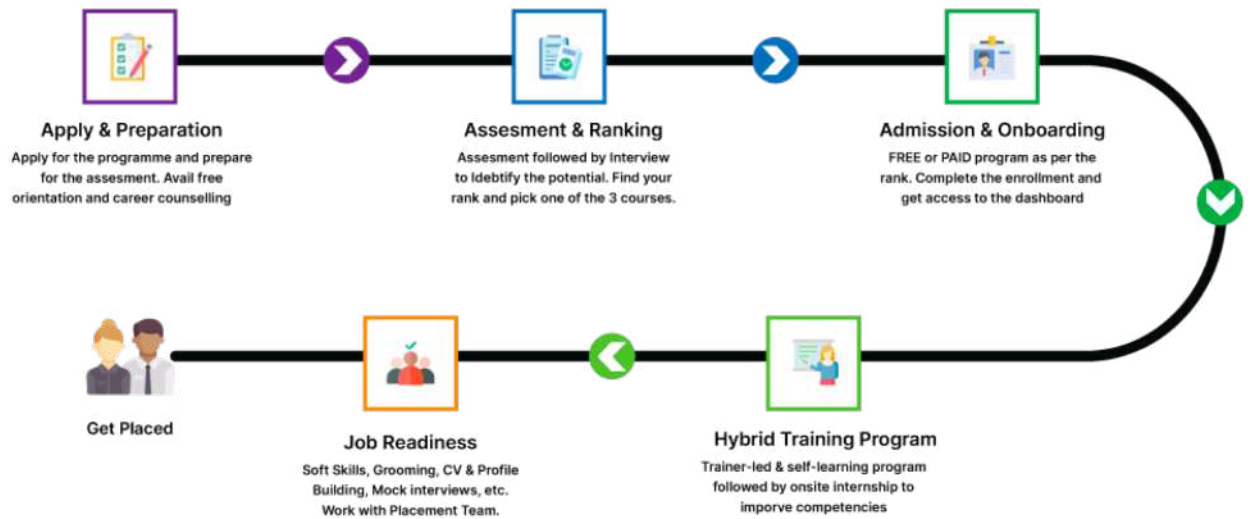 Apply & Preparation
Apply for the programme and prepare
for the assesment. Avail free
orientation and career counselling
Assesment & Ranking
Assesment followed by Interview
to Idebtify the potential. Find your
rank and pick one of the 3 courses.
Admission & Onboarding
FREE or PAID program as per the
rank. Complete the enrollment and
get access to the dashboard
Hybrid Training Program
Trainer-led & self-learning program
followed by onsite internship to
imporve competencies
Job Readiness
Soft Skills, Grooming, CV & Profile
Building, Mock interviews, etc.
Work with Placement Team.
Get Placed